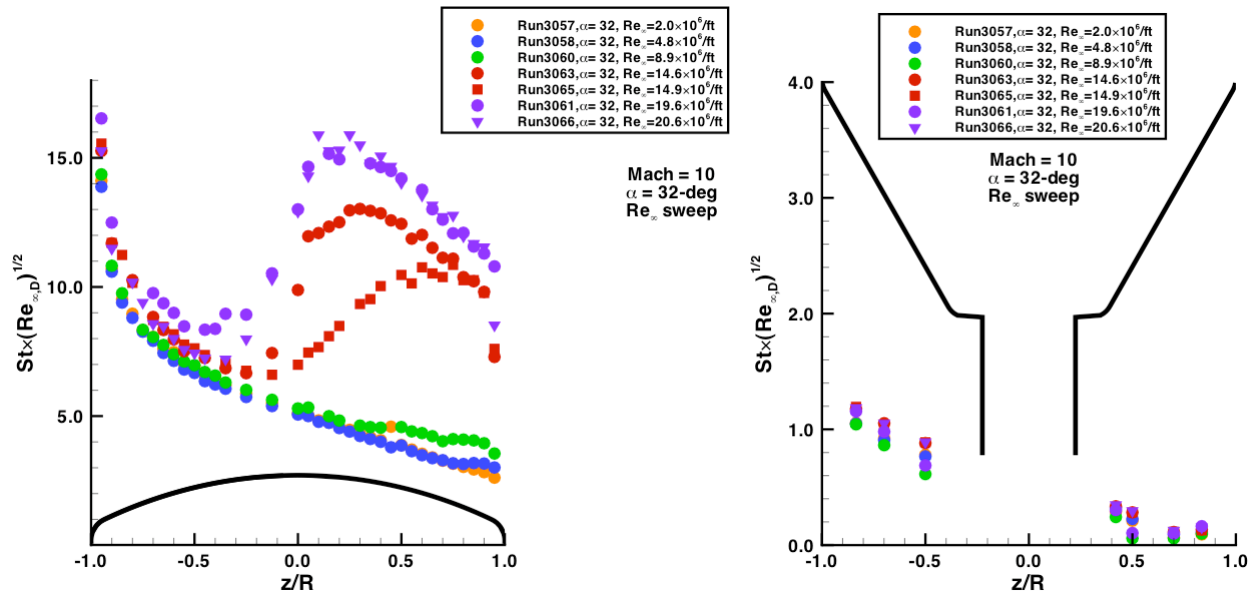 Run3057, α= 32, Re∞=2.0×10⁶/ft
Run3058, α= 32, Re∞=4.8×10⁶/ft
Run3060, α= 32, Re∞=8.9×10⁶/ft
Run3063, α= 32, Re∞=14.6×10⁶/ft
Run3065, α= 32, Re∞=14.9×10⁶/ft
Run3061, α= 32, Re∞=19.6×10⁶/ft
Run3066, α= 32, Re∞=20.6×10⁶/ft
Mach = 10
α = 32-deg
Re∞ sweep
St×(Re∞,D)¹/²
15.0
10.0
5.0
0.0
-1.0
-0.5
0.0
0.5
1.0
z/R
Run3057, α= 32, Re∞=2.0×10⁶/ft
Run3058, α= 32, Re∞=4.8×10⁶/ft
Run3060, α= 32, Re∞=8.9×10⁶/ft
Run3063, α= 32, Re∞=14.6×10⁶/ft
Run3065, α= 32, Re∞=14.9×10⁶/ft
Run3061, α= 32, Re∞=19.6×10⁶/ft
Run3066, α= 32, Re∞=20.6×10⁶/ft
Mach = 10
α = 32-deg
Re∞ sweep
St×(Re∞,D)¹/²
4.0
3.0
2.0
1.0
0.0
-1.0
-0.5
0.0
0.5
1.0
z/R